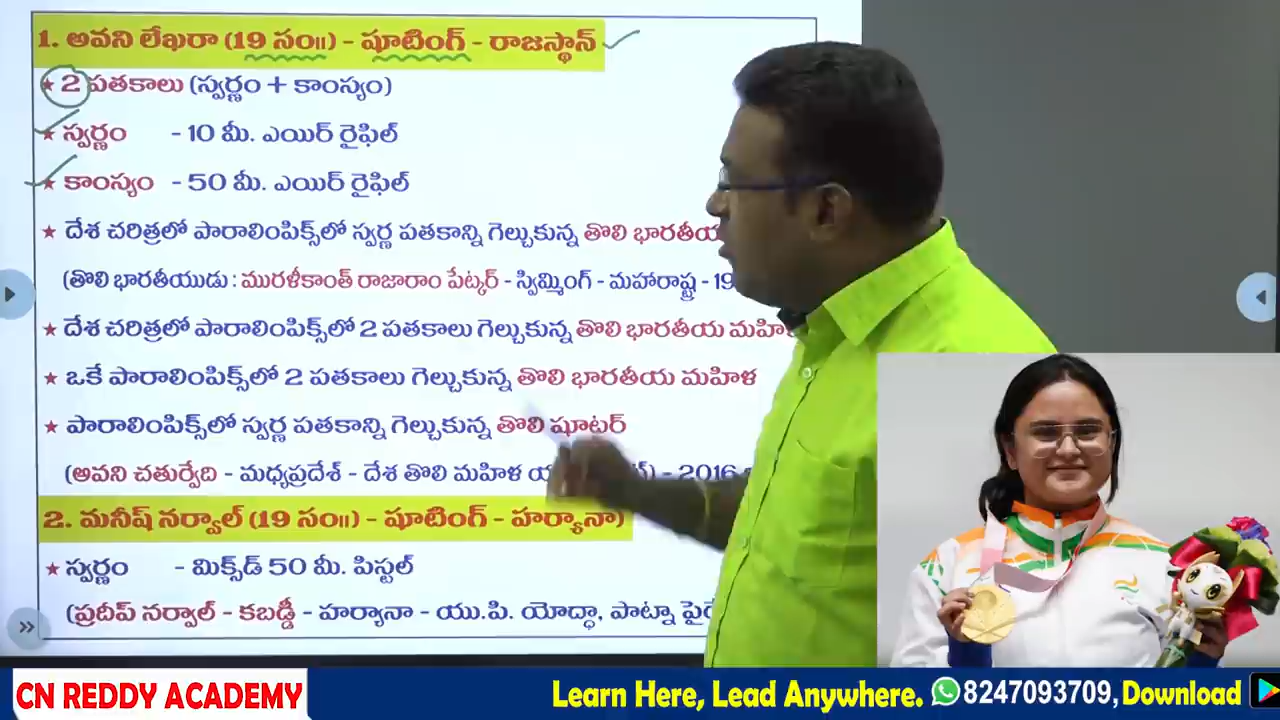 1. అవని లేఖరా (19 సం॥) - షూటింగ్ - రాజస్థాన్
★ 2 పతకాలు (స్వర్ణం + కాంస్యం)
★ స్వర్ణం - 10 మీ. ఎయిర్ రైఫిల్
★ కాంస్యం - 50 మీ. ఎయిర్ రైఫిల్
★ దేశ చరిత్రలో పారాలింపిక్స్‌లో స్వర్ణ పతకాన్ని గెల్చుకున్న తొలి భారతీయ
(తొలి భారతీయుడు : మురళీకాంత్ రాజారాం పేట్కర్ - స్విమ్మింగ్ - మహారాష్ట్ర - 19
★ దేశ చరిత్రలో పారాలింపిక్స్‌లో 2 పతకాలు గెల్చుకున్న తొలి భారతీయ
★ ఒకే పారాలింపిక్స్‌లో 2 పతకాలు గెల్చుకున్న తొలి భారతీయ మహిళ
★ పారాలింపిక్స్‌లో స్వర్ణ పతకాన్ని గెల్చుకున్న తొలి షూటర్
(అవని చతుర్వేది - మధ్యప్రదేశ్ - దేశ తొలి మహిళ - 2016
2. మనీష్ నర్వాల్ (19 సం॥) - షూటింగ్ - హర్యానా)
★ స్వర్ణం - మిక్స్‌డ్ 50 మీ. పిస్టల్
(ప్రదీప్ నర్వాల్ - కబడ్డీ - హర్యానా - యు.పి. యోద్ధా, పాట్నా
CN REDDY ACADEMY
Learn Here, Lead Anywhere. 8247093709, Download